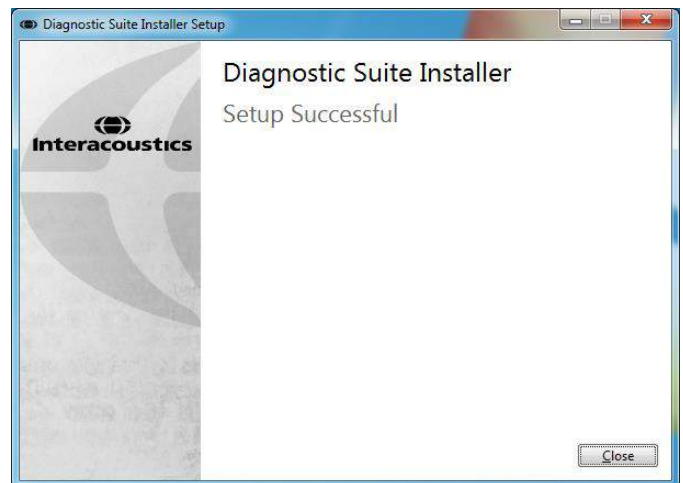 Diagnostic Suite Installer Setup
Diagnostic Suite Installer
Setup Successful
Interacoustics
Close